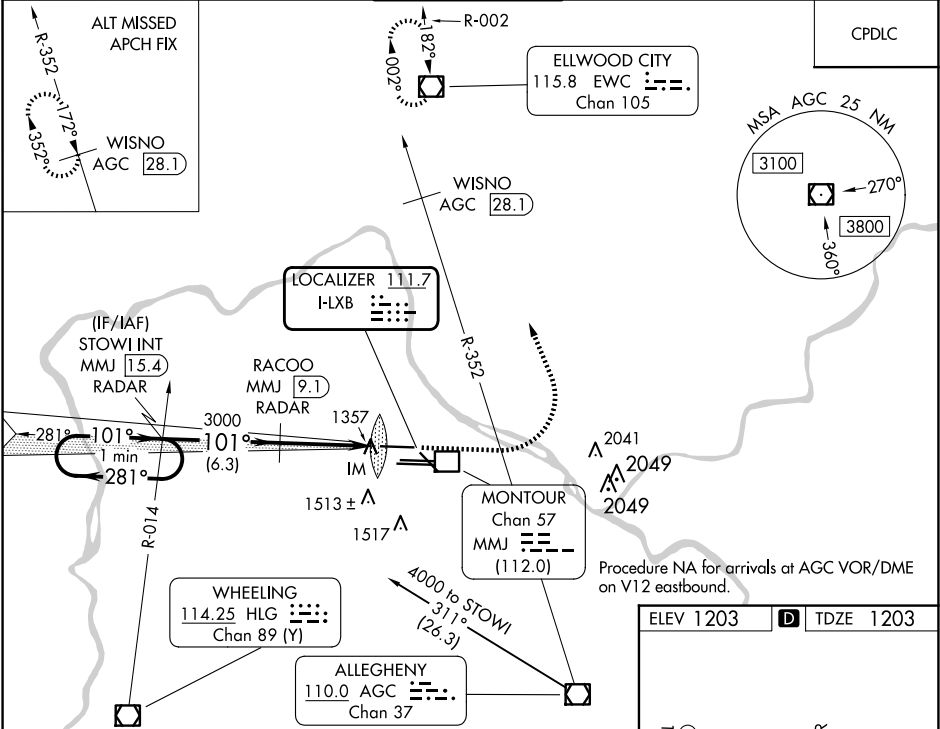 ALT MISSED
APCH FIX
R-352
172°
352°
WISNO
AGC 28.1
R-002
182°
002°
ELLWOOD CITY
115.8 EWC
Chan 105
CPDLC
MSA AGC 25 NM
3100
270°
3800
360°
WISNO
AGC 28.1
LOCALIZER 111.7
I-LXB
R-352
(IF/IAF)
STOWI INT
MMJ 15.4
RADAR
RACOO
MMJ 9.1
RADAR
3000
1357
281°
101°
101°
1 min
(6.3)
281°
IM
1513 ±
1517
2041
2049
2049
R-014
MONTOUR
Chan 57
MMJ
(112.0)
Procedure NA for arrivals at AGC VOR/DME
on V12 eastbound.
4000 to STOWI
311°
(26.3)
WHEELING
114.25 HLG
Chan 89 (Y)
ALLEGHENY
110.0 AGC
Chan 37
ELEV 1203 D TDZE 1203